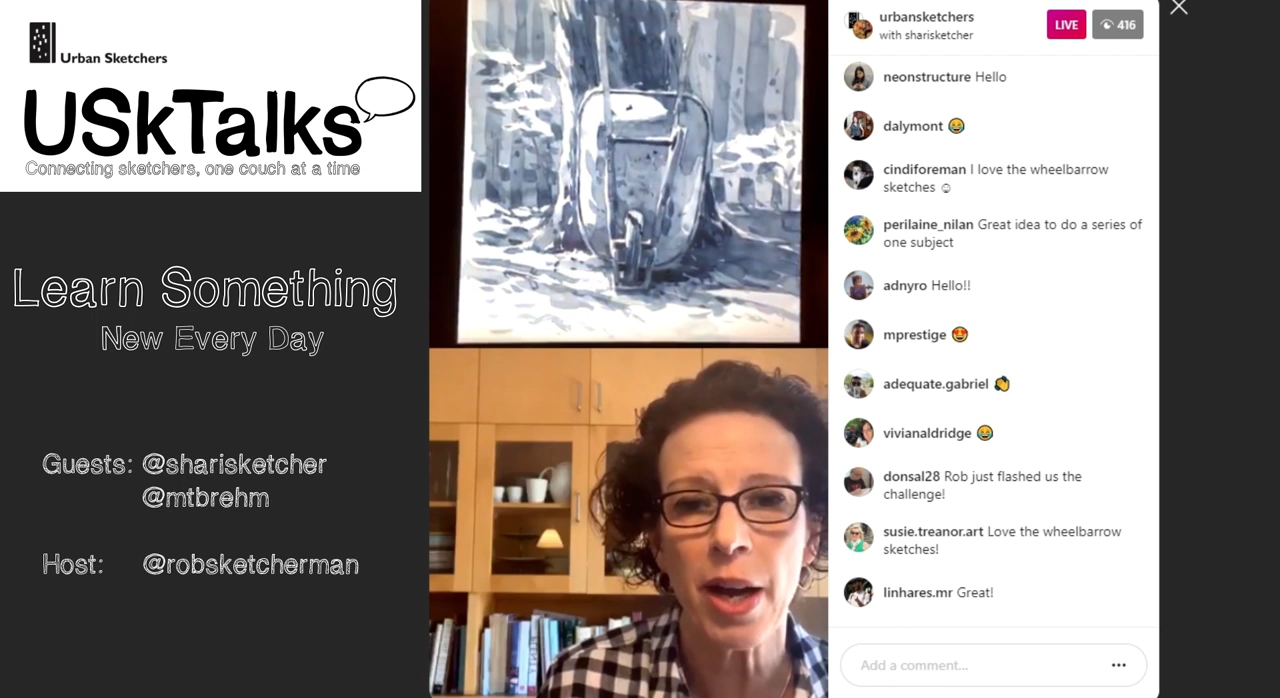 Urban Sketchers
USkTalks
Connecting sketchers, one couch at a time
Learn Something
New Every Day
Guests: @sharisketcher
@mtbrehm
Host: @robsketcherman
urbansketchers
with sharisketcher
LIVE
416
neonstructure Hello
dalymont 😂
cindiforeman I love the wheelbarrow
sketches ☺
perilaine_nilan Great idea to do a series of
one subject
adnyro Hello!!
mprestige 😍
adequate.gabriel 👏
vivianaldridge 😂
donsal28 Rob just flashed us the
challenge!
susie.treanor.art Love the wheelbarrow
sketches!
linhares.mr Great!
Add a comment...